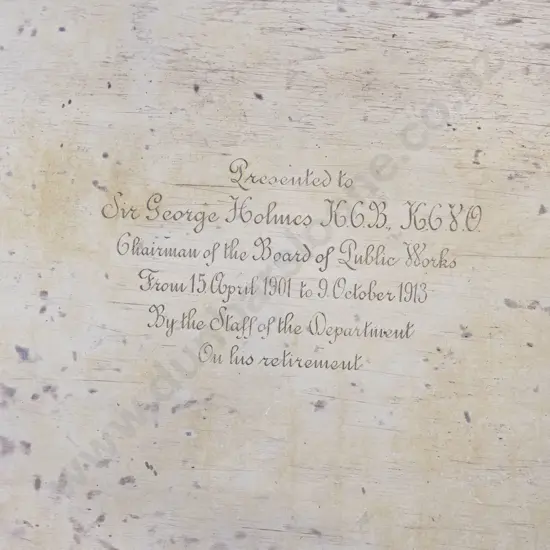 Presented to
Sir George Holmes K.C.B., K.C.V.O.
Chairman of the Board of Public Works
From 15 April 1901 to 9 October 1913
By the Staff of the Department
On his retirement